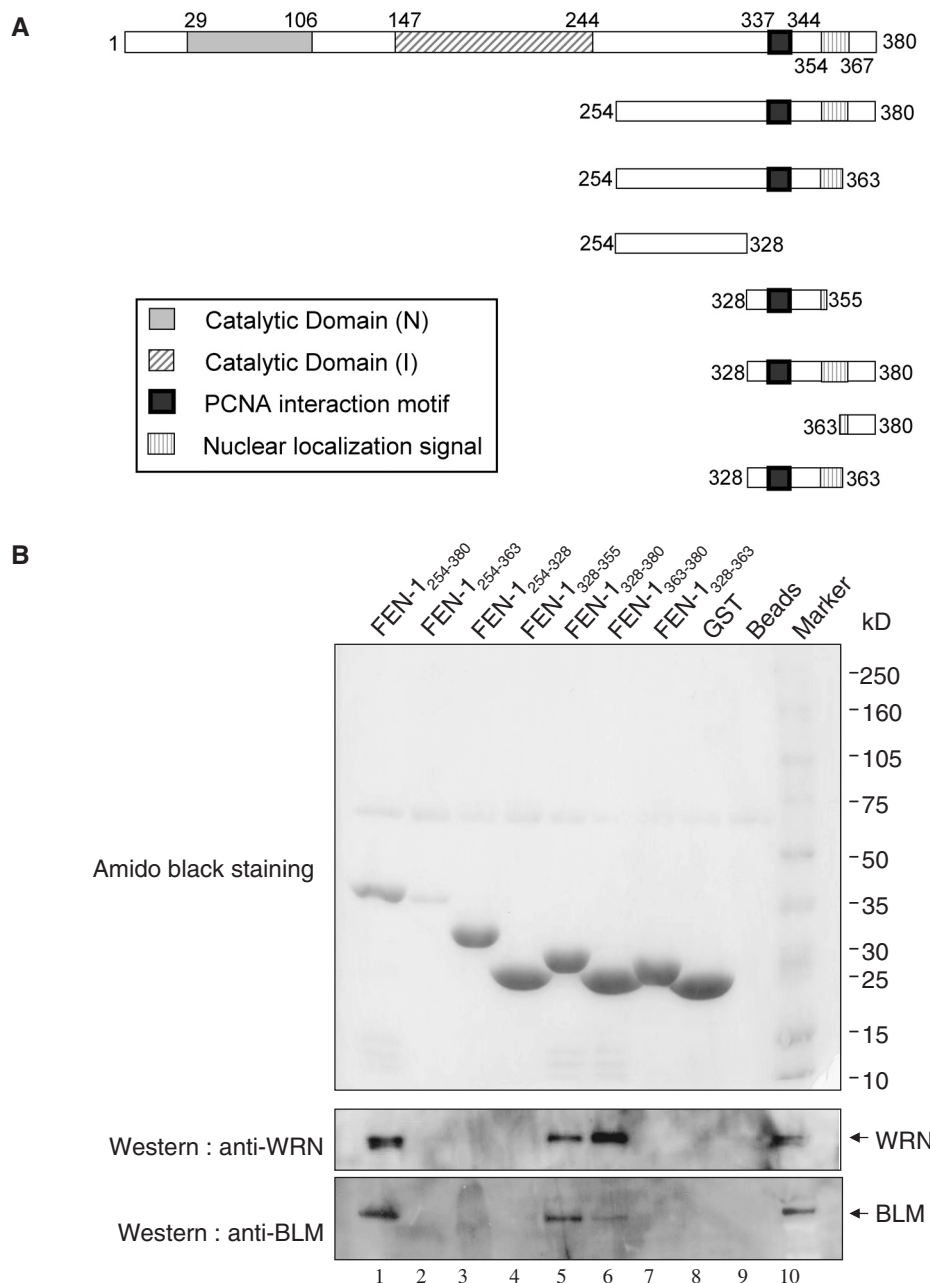 A
29 106 147 244 337 344
1 380
354 367
254 380
254 363
254 328
328 355
328 380
363 380
328 363
Catalytic Domain (N)
Catalytic Domain (I)
PCNA interaction motif
Nuclear localization signal
B
FEN-1254-380
FEN-1254-363
FEN-1254-328
FEN-1328-355
FEN-1328-380
FEN-1363-380
FEN-1328-363
GST
Beads
Marker
kD
250
160
105
75
50
35
30
25
15
10
Amido black staining
Western : anti-WRN
WRN
Western : anti-BLM
BLM
1 2 3 4 5 6 7 8 9 10